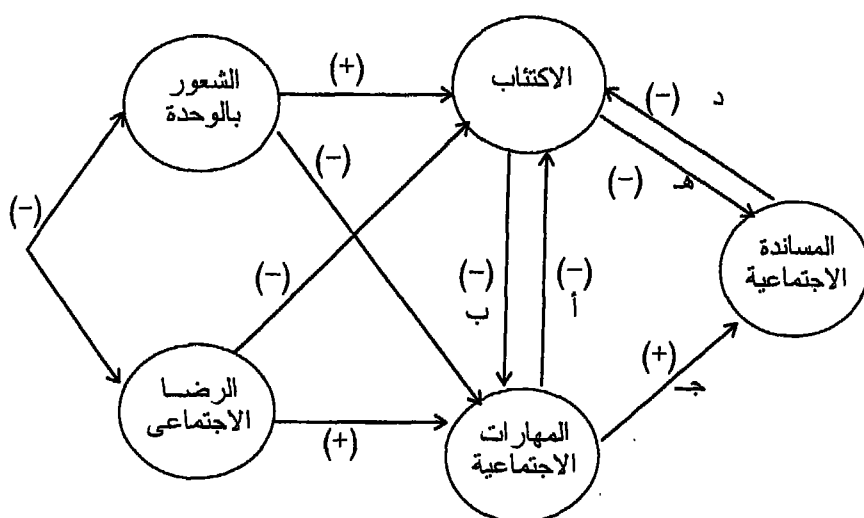 الشعور
بالوحدة
(+)
الاكتئاب
(-) د
(-)
(-) هـ
(-)
المساندة
الاجتماعية
(-)
(-)
ب
(-)
أ
(+)
جـ
الرضا
الاجتماعى
(+)
المهارات
الاجتماعية